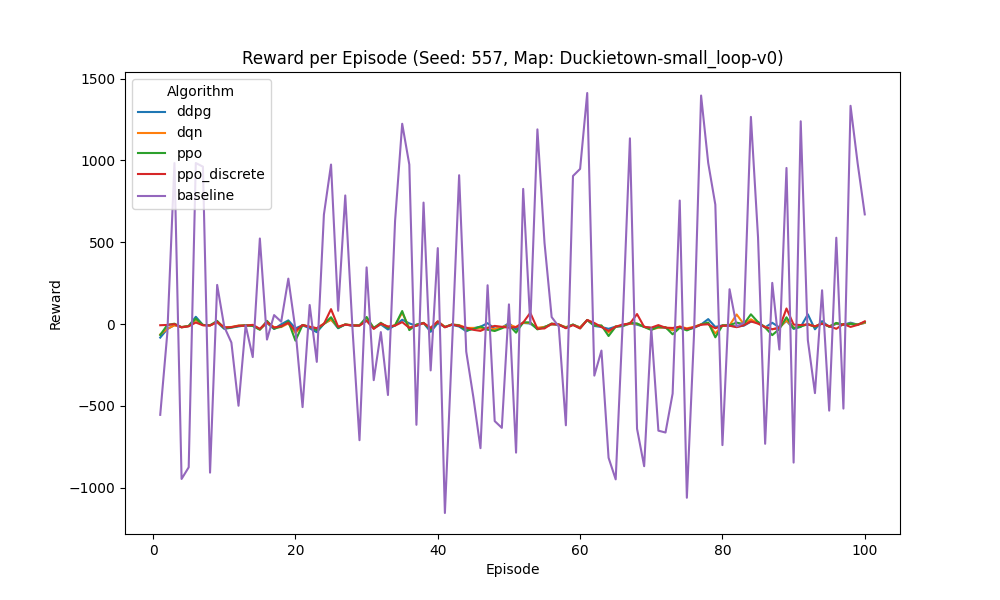 Reward per Episode (Seed: 557, Map: Duckietown-small_loop-v0)
1500
1000
500
0
−500
−1000
Reward
Algorithm
ddpg
dqn
ppo
ppo_discrete
baseline
0 20 40 60 80 100
Episode